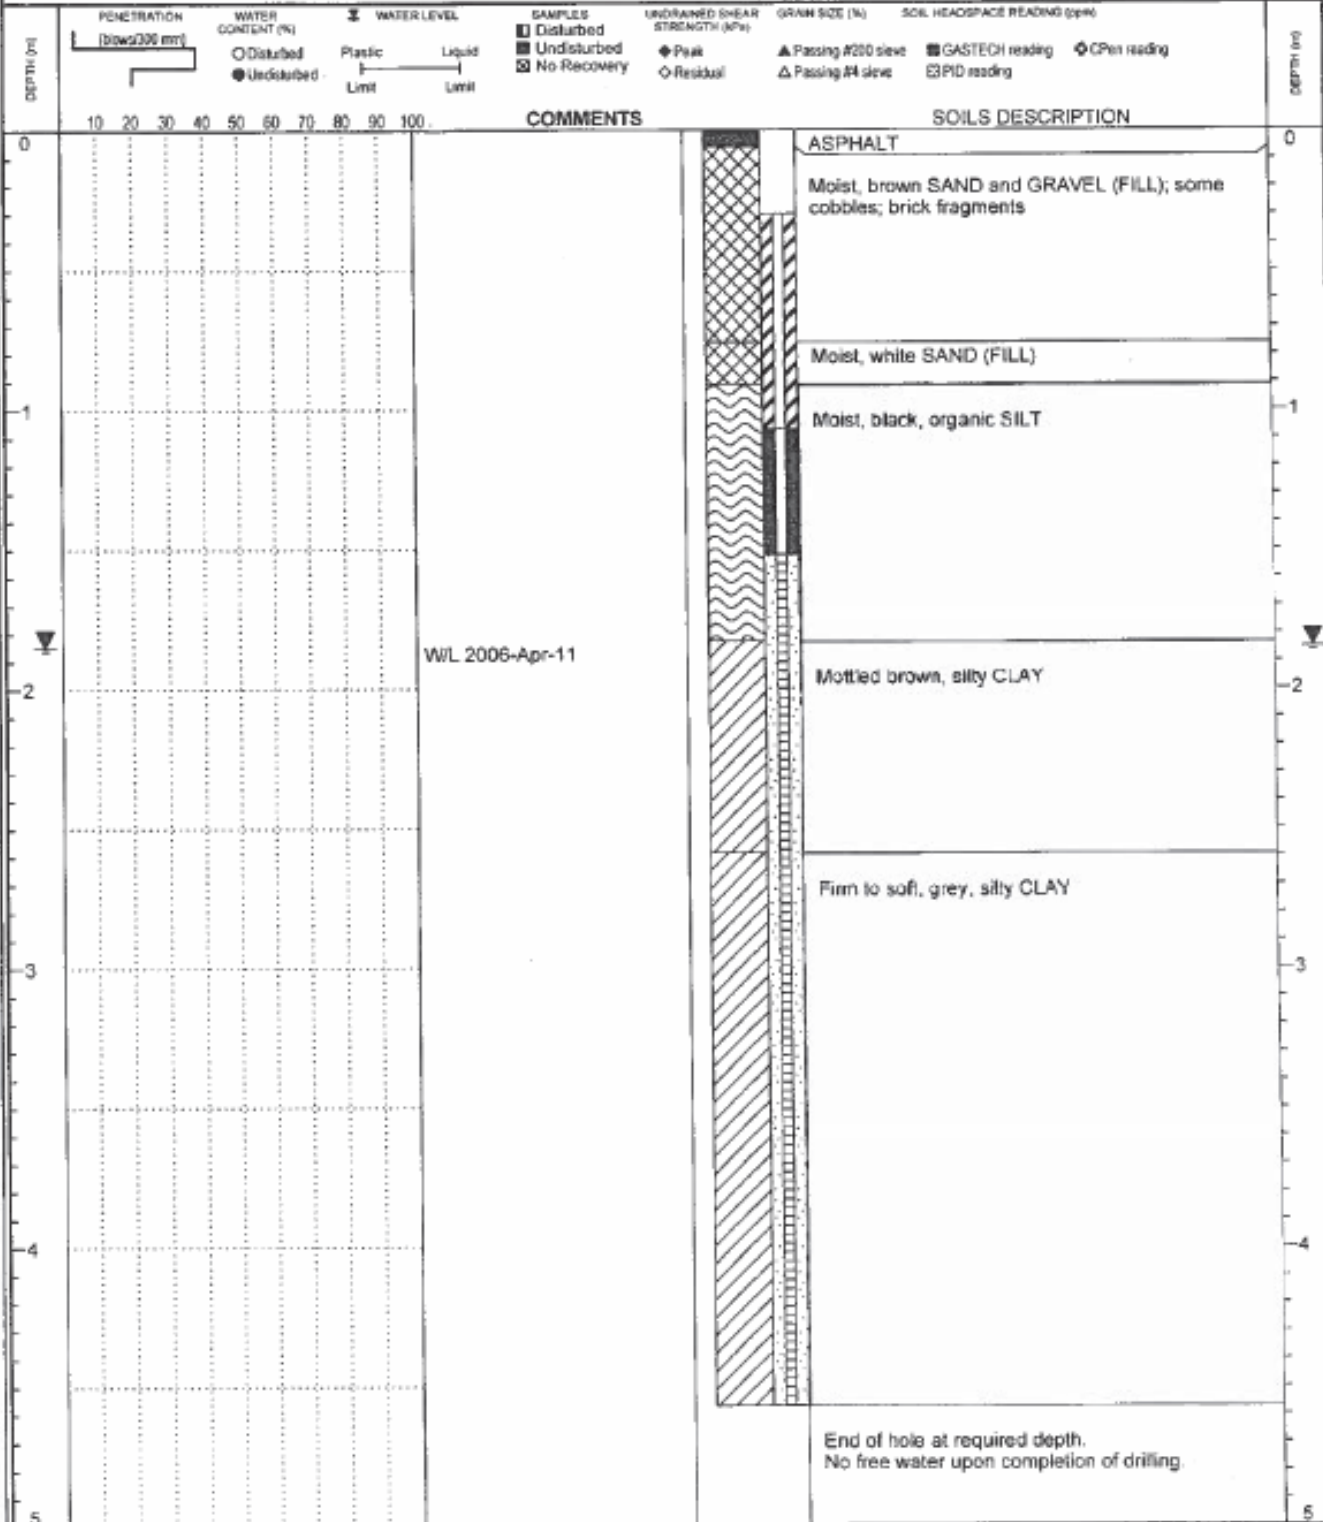 PENETRATION
(blows/300 mm)
WATER
CONTENT (%)
Disturbed
Undisturbed
WATER LEVEL
Plastic Liquid
Limit Limit
SAMPLES
Disturbed
Undisturbed
No Recovery
UNDRAINED SHEAR
STRENGTH (kPa)
Peak
Residual
GRAIN SIZE (%)
Passing #200 sieve
Passing #4 sieve
SOIL HEADSPACE READING (ppm)
GASTECH reading
CPen reading
PID reading
DEPTH (m)
DEPTH (m)
10 20 30 40 50 60 70 80 90 100
COMMENTS
SOILS DESCRIPTION
0
0
ASPHALT
Moist, brown SAND and GRAVEL (FILL); some
cobbles; brick fragments
Moist, white SAND (FILL)
1
1
Moist, black, organic SILT
W/L 2006-Apr-11
Mottled brown, silty CLAY
2
2
Firm to soft, grey, silty CLAY
3
3
4
4
End of hole at required depth.
No free water upon completion of drilling.
5
5